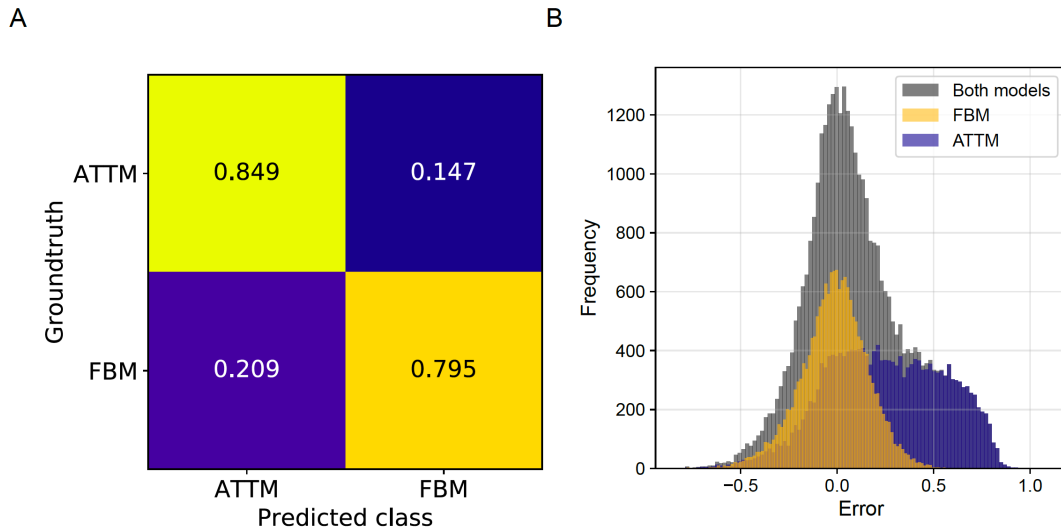 A
ATTM
FBM
Groundtruth
0.849
0.147
0.209
0.795
ATTM
FBM
Predicted class
B
Frequency
1200
1000
800
600
400
200
0
Both models
FBM
ATTM
−0.5
0.0
0.5
1.0
Error